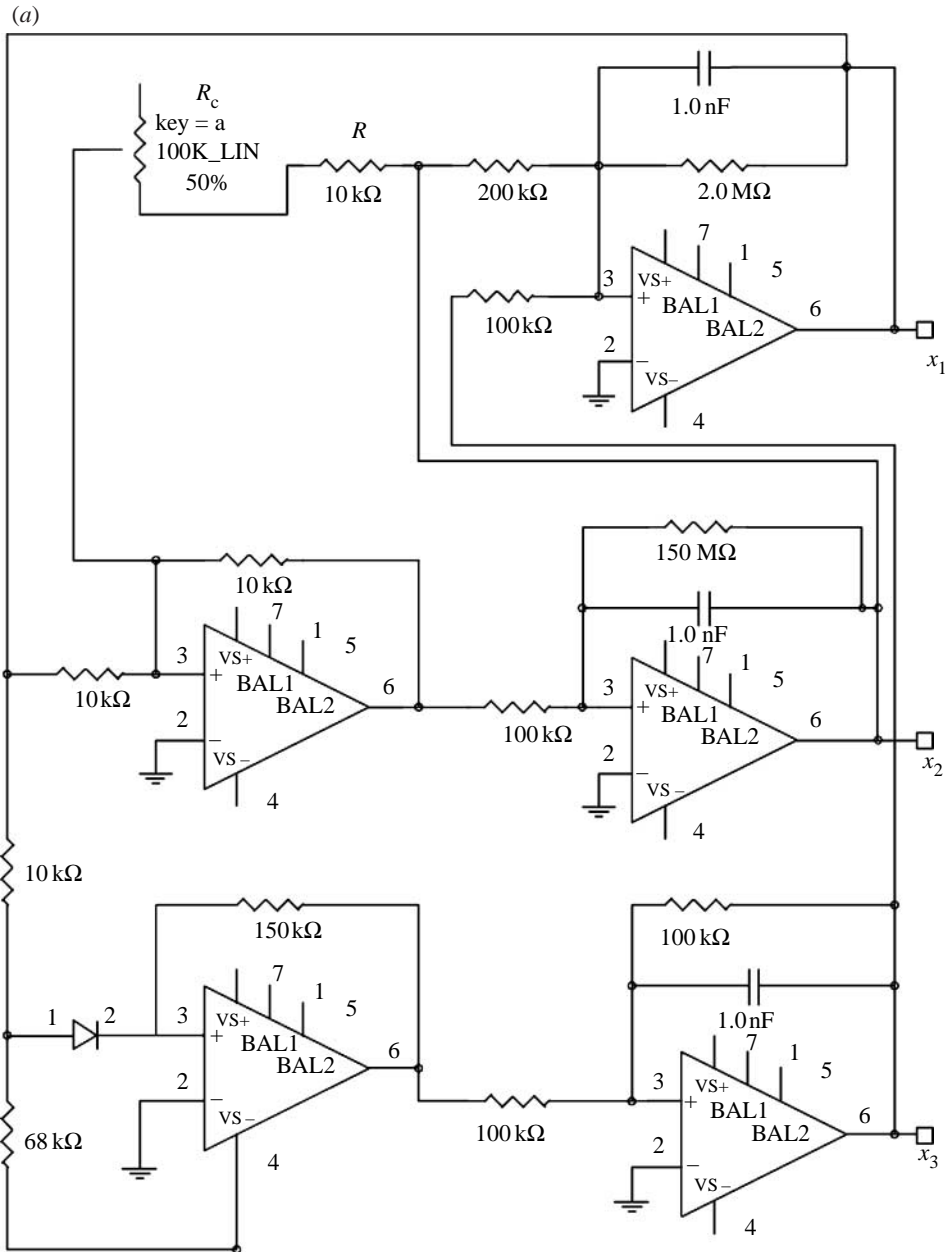 (a)
R_c
key = a
100K_LIN
50%
R
10 kΩ
200 kΩ
1.0 nF
2.0 MΩ
100 kΩ
3
2
VS+
+
−
VS−
BAL1
BAL2
7
1
5
6
4
x_1
10 kΩ
10 kΩ
3
2
VS+
+
−
VS −
BAL1
BAL2
7
1
5
6
4
100 kΩ
150 MΩ
1.0 nF
3
2
VS+
+
−
VS −
BAL1
BAL2
7
1
5
6
4
x_2
10 kΩ
68 kΩ
1
2
150 kΩ
3
2
VS+
+
−
VS−
BAL1
BAL2
7
1
5
6
4
100 kΩ
100 kΩ
1.0 nF
3
2
VS+
+
−
VS −
BAL1
BAL2
7
1
5
6
4
x_3